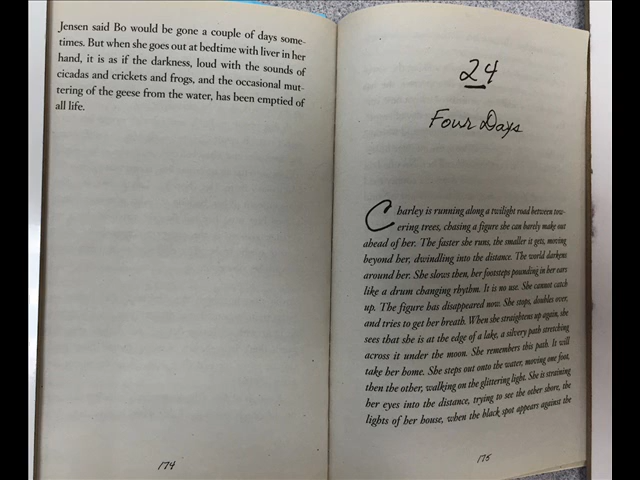 Jensen said Bo would be gone a couple of days some-
times. But when she goes out at bedtime with liver in her
hand, it is as if the darkness, loud with the sounds of
cicadas and crickets and frogs, and the occasional mut-
tering of the geese from the water, has been emptied of
all life.
174
24
Four Days
Charley is running along a twilight road between tow-
ering trees, chasing a figure she can barely make out
ahead of her. The faster she runs, the smaller it gets, moving
beyond her, dwindling into the distance. The world darkens
around her. She slows then, her footsteps pounding in her ears
like a drum changing rhythm. It is no use. She cannot catch
up. The figure has disappeared now. She stops, doubles over,
and tries to get her breath. When she straightens up again, she
sees that she is at the edge of a lake, a silvery path stretching
across it under the moon. She remembers this path. It will
take her home. She steps out onto the water, moving one foot,
then the other, walking on the glittering light. She is straining
her eyes into the distance, trying to see the other shore, the
lights of her house, when the black spot appears against the
175